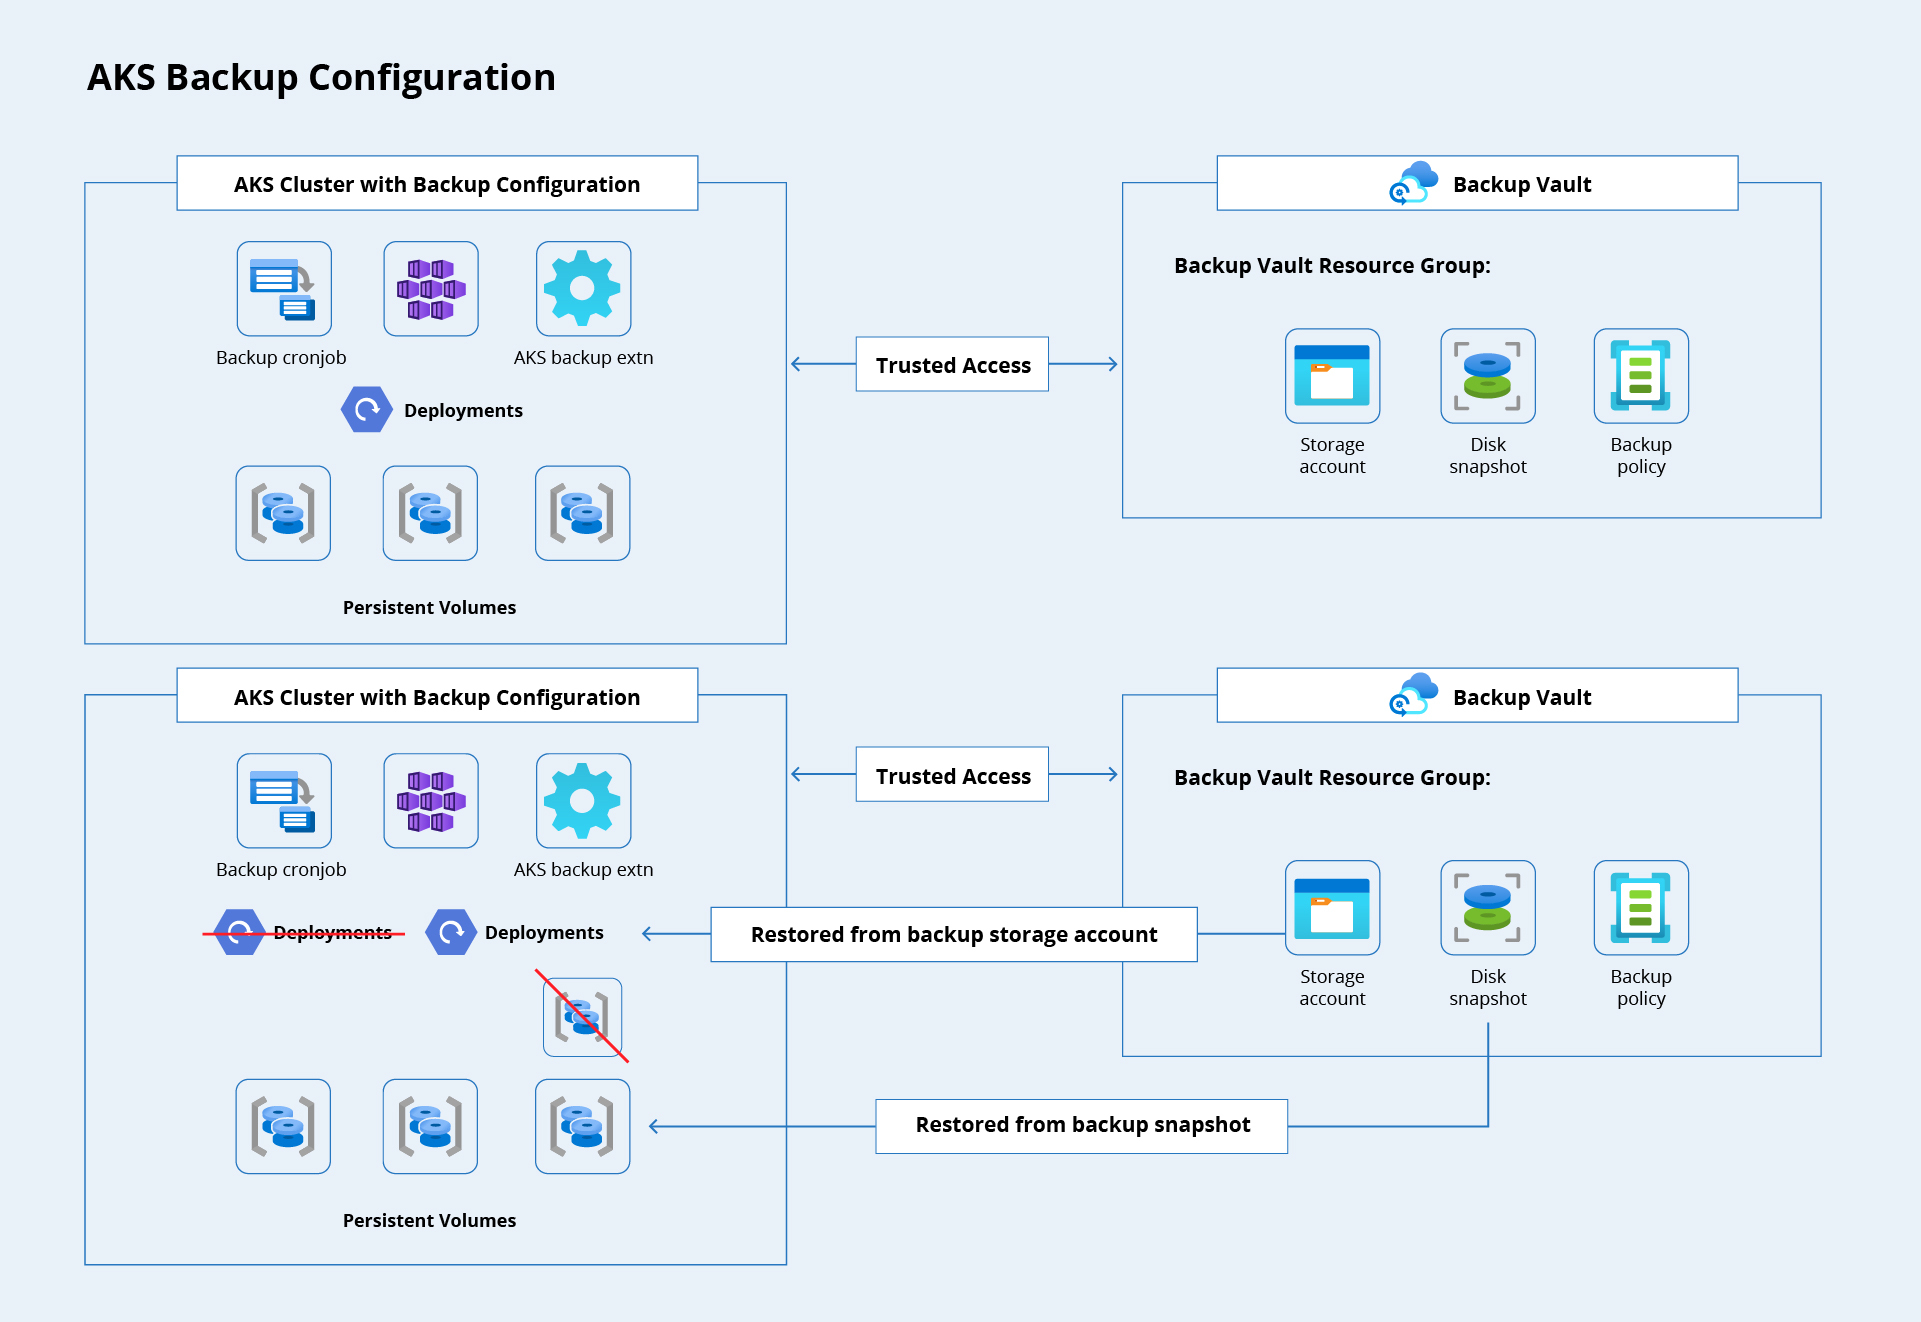 AKS Backup Configuration
AKS Cluster with Backup Configuration
Backup cronjob
AKS backup extn
Deployments
Persistent Volumes
Trusted Access
Backup Vault
Backup Vault Resource Group:
Storage
account
Disk
snapshot
Backup
policy
AKS Cluster with Backup Configuration
Backup cronjob
AKS backup extn
Deployments
Deployments
Persistent Volumes
Trusted Access
Restored from backup storage account
Restored from backup snapshot
Backup Vault
Backup Vault Resource Group:
Storage
account
Disk
snapshot
Backup
policy